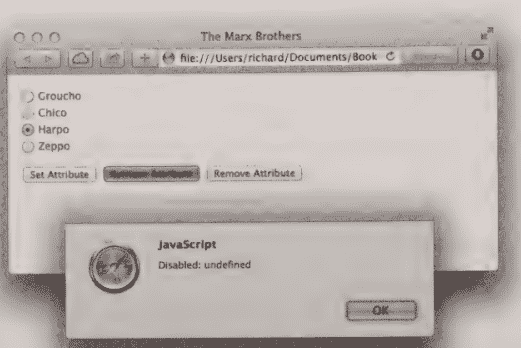 The Marx Brothers
file:///Users/richard/Documents/Book
Groucho
Chico
Harpo
Zeppo
Set Attribute
Remove Attribute
JavaScript
Disabled: undefined
OK